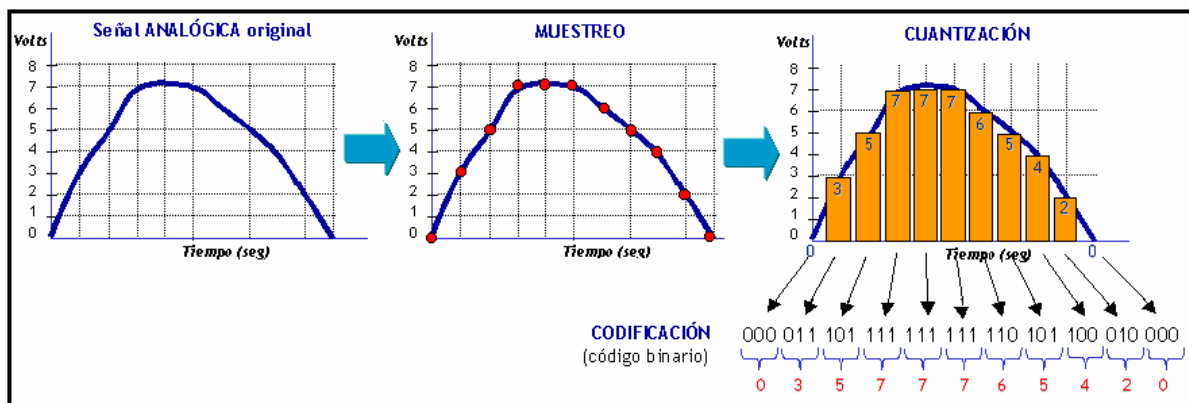 Señal ANALÓGICA original
Volts
8
7
6
5
4
3
2
1
0
Tiempo (seg)
MUESTREO
Volts
8
7
6
5
4
3
2
1
0
Tiempo (seg)
CUANTIZACIÓN
Volts
8
7
6
5
4
3
2
1
0
3 5 7 7 7 6 5 4 2
0 Tiempo (seg) 0
CODIFICACIÓN
(código binario)
000 011 101 111 111 111 110 101 100 010 000
0 3 5 7 7 7 6 5 4 2 0